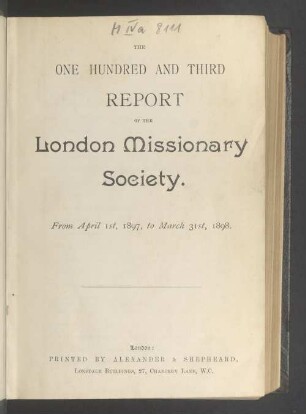 H IVa 8111
THE
ONE HUNDRED AND THIRD
REPORT
OF THE
London Missionary
Society.
From April 1st, 1897, to March 31st, 1898.
London:
PRINTED BY ALEXANDER & SHEPHEARD,
LONSDALE BUILDINGS, 27, CHANCERY LANE, W.C.